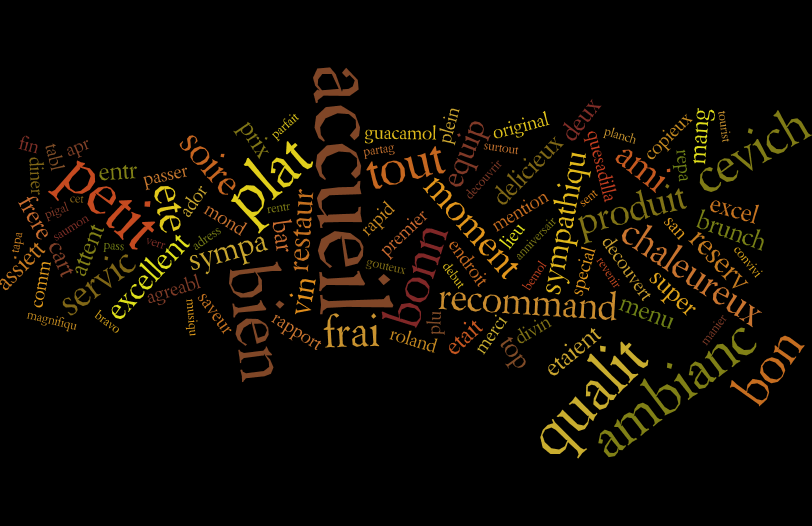 accueil
plein
original
deux
planch
tourist
mang
cevich
copieux
guacamol
equip
surtout
partag
parfait
prix
soire
plat
tout
decouvrir
delicieux
quesadilla
ami
repa
fin
tabl
apr
diner
entr
passer
petit
ete
ador
mond
rentr
bar
restaur
rapid
moment
mention
sympathiqu
sent
produit
brunch
excel
san
reserv
convivi
frere
pigal
cet
tapa
saumon
attent
pass
verr
adress
sympa
excellent
premier
lieu
anniversair
chaleureux
decouvert
special
revenir
super
assiett
cart
comm
servic
agreabl
bien
vin
gouteux
endroit
debut
bemol
bonn
recommand
menu
magnifiqu
bravo
musiqu
saveur
rapport
frai
roland
plu
etait
merci
top
divin
etaient
manier
qualit
ambianc
bon